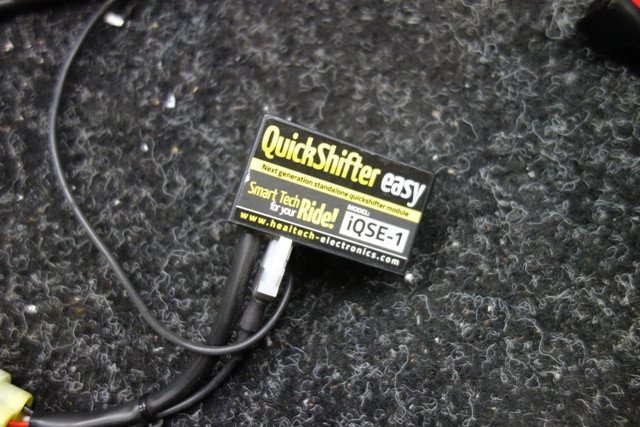 QuickShifter easy
Next generation standalone quickshifter module
Smart Tech
for your Ride!
MODEL:
iQSE-1
www.healtech-electronics.com